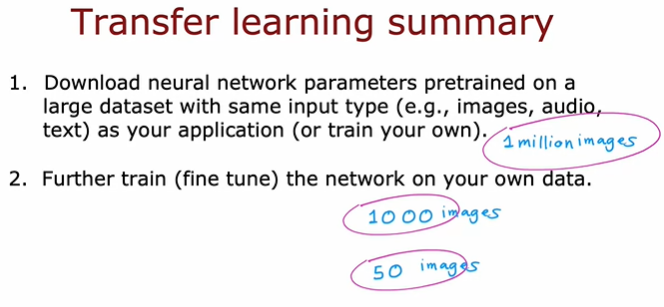 Transfer learning summary
1. Download neural network parameters pretrained on a
large dataset with same input type (e.g., images, audio,
text) as your application (or train your own).
1 million images
2. Further train (fine tune) the network on your own data.
1000 images
50 images